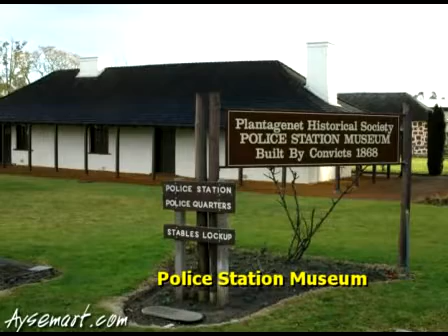 Plantagenet Historical Society
POLICE STATION MUSEUM
Built By Convicts 1868
POLICE STATION
POLICE QUARTERS
STABLES LOCKUP
Police Station Museum
Aysemart.com